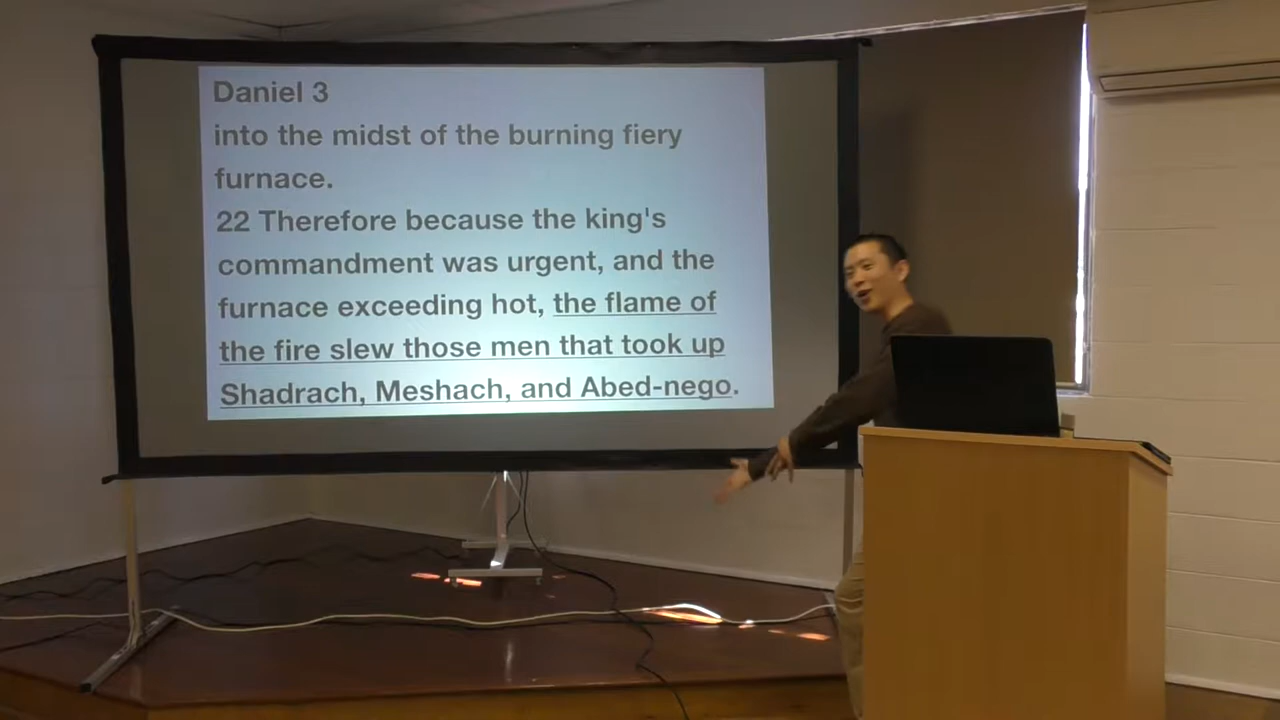 Daniel 3
into the midst of the burning fiery
furnace.
22 Therefore because the king's
commandment was urgent, and the
furnace exceeding hot, the flame of
the fire slew those men that took up
Shadrach, Meshach, and Abed-nego.